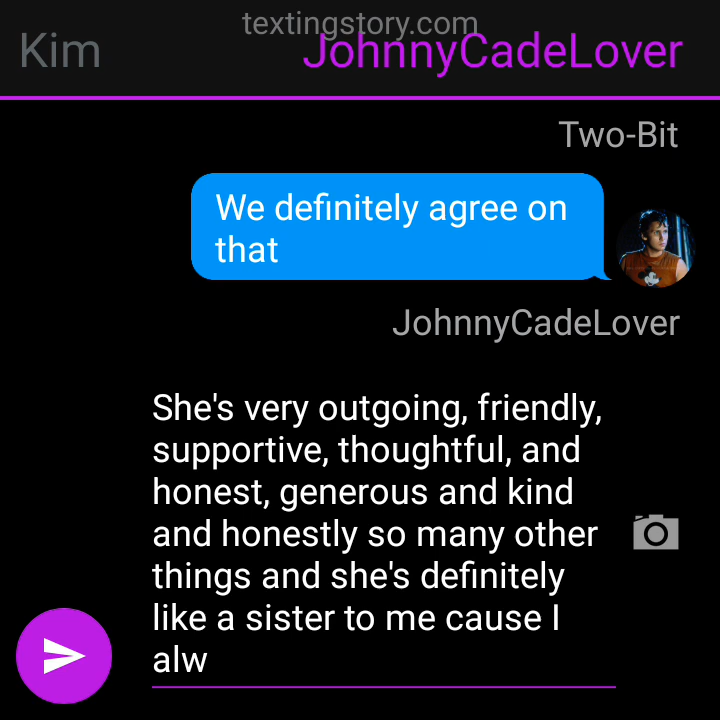 textingstory.com
Kim JohnnyCadeLover
Two-Bit
We definitely agree on
that
JohnnyCadeLover
She's very outgoing, friendly,
supportive, thoughtful, and
honest, generous and kind
and honestly so many other
things and she's definitely
like a sister to me cause I
alw